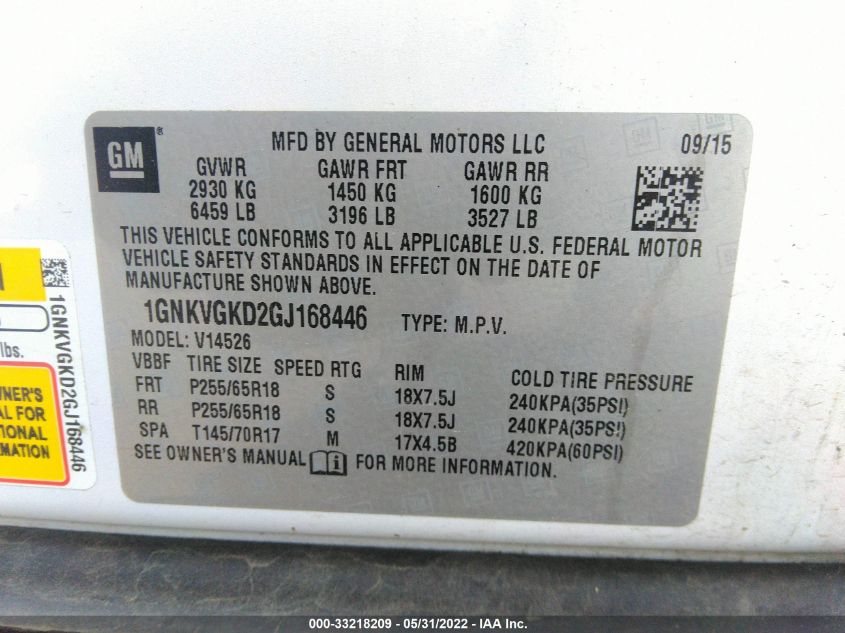 GM ®
MFD BY GENERAL MOTORS LLC 09/15
GVWR GAWR FRT GAWR RR
2930 KG 1450 KG 1600 KG
6459 LB 3196 LB 3527 LB
THIS VEHICLE CONFORMS TO ALL APPLICABLE U.S. FEDERAL MOTOR
VEHICLE SAFETY STANDARDS IN EFFECT ON THE DATE OF
MANUFACTURE SHOWN ABOVE.
1GNKVGKD2GJ168446 TYPE: M.P.V.
MODEL: V14526
VBBF TIRE SIZE SPEED RTG RIM COLD TIRE PRESSURE
FRT P255/65R18 S 18X7.5J 240KPA(35PSI)
RR P255/65R18 S 18X7.5J 240KPA(35PSI)
SPA T145/70R17 M 17X4.5B 420KPA(60PSI)
SEE OWNER'S MANUAL FOR MORE INFORMATION.
1GNKVGKD2GJ168446
lbs.
OWNER'S
FOR
000-33218209 - 05/31/2022 - IAA Inc.